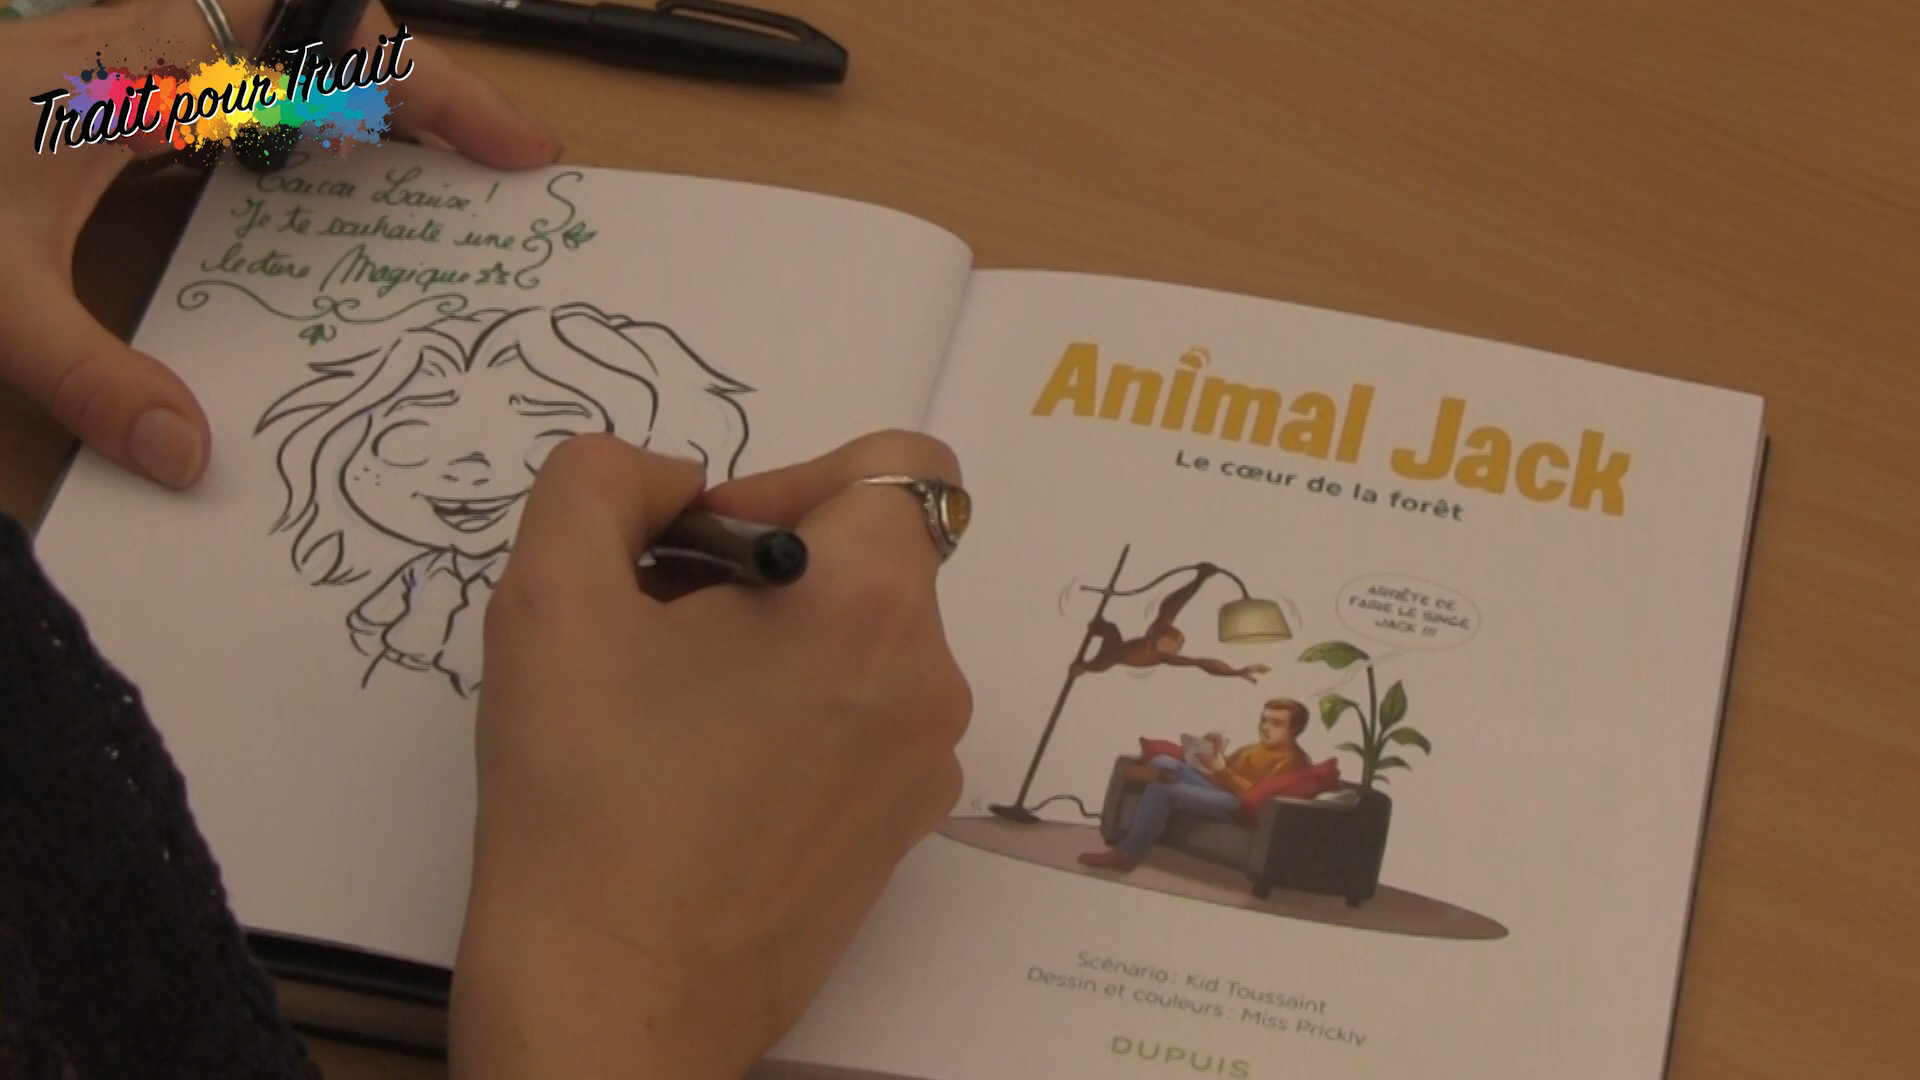 Trait pour Trait
Coucou Louise !
Je te souhaite une
lecture Magique
Animal Jack
Le cœur de la forêt
ARRÊTE DE
FAIRE LE SINGE
JACK !!!
Scénario : Kid Toussaint
Dessin et couleurs : Miss Prickly
DUPUIS